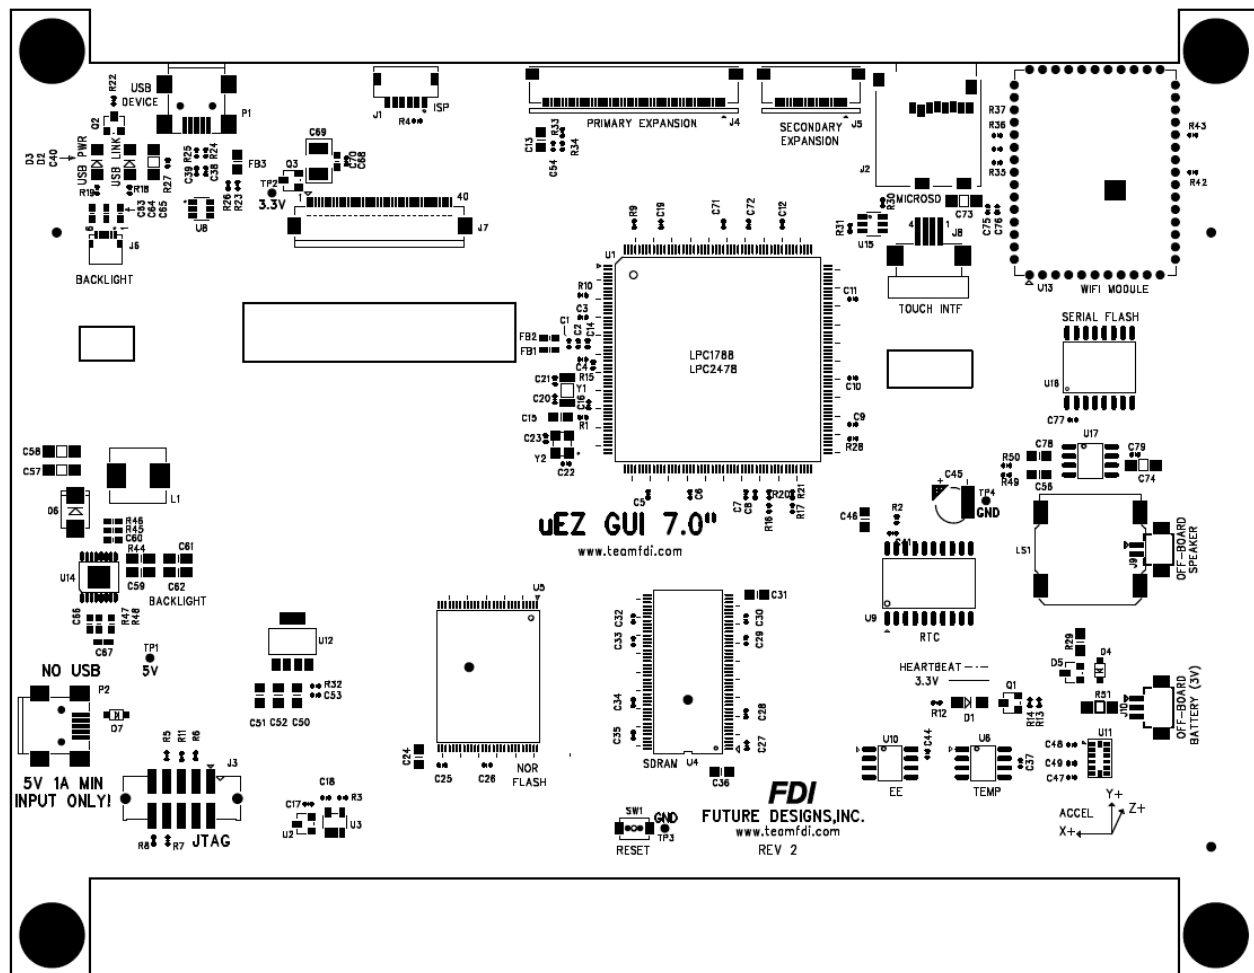 R22
USB
DEVICE
P1
Q2
D3
D2
C40
USB PWR
USB LINK
R19
R18
R27
R25
R24
C39
C38
FB3
R26
R23
TP2
3.3V
Q3
C69
C70
C68
1
40
J7
J1
ISP
R4
C63
C64
C65
6
1
J6
BACKLIGHT
U8
PRIMARY EXPANSION
J4
SECONDARY
EXPANSION
J5
C13
R33
R34
C54
J2
MICROSD
R30
C73
C75
C76
R31
U15
4
1
J8
TOUCH INTF
R37
R36
R35
R43
R42
U13
WIFI MODULE
R9
C19
C71
C72
C12
U1
R10
C3
C1
C2
C14
FB2
FB1
C4
R15
C21
Y1
C20
C16
C15
R1
C23
Y2
C22
LPC1788
LPC2478
C11
C10
C9
R28
C5
C6
C7
C8
R20
R21
R16
R17
SERIAL FLASH
U18
C77
U17
C78
C79
R50
R49
C56
C74
C45
TP4
GND
C46
R2
C41
U9
RTC
LS1
J9
OFF-BOARD
SPEAKER
C58
C57
L1
D6
R46
R45
C60
R44
C61
U14
C59
C62
BACKLIGHT
C66
R47
R48
C67
TP1
5V
uEZ GUI 7.0"
www.teamfdi.com
U5
NOR
FLASH
C24
C25
C26
U12
R32
C53
C51
C52
C50
C31
C32
C33
C34
C35
C30
C29
C28
C27
SDRAM
U4
C36
NO USB
P2
D7
5V 1A MIN
INPUT ONLY!
R5
R11
R6
J3
R8
R7
JTAG
C18
C17
R3
U2
U3
SW1
RESET
GND
TP3
FDI
FUTURE DESIGNS,INC.
www.teamfdi.com
REV 2
HEARTBEAT
3.3V
R12
D1
Q1
R14
R13
R29
D5
D4
R51
J10
OFF-BOARD
BATTERY (3V)
U10
C44
EE
U6
C37
TEMP
U11
C48
C49
C47
ACCEL
Y+
Z+
X+